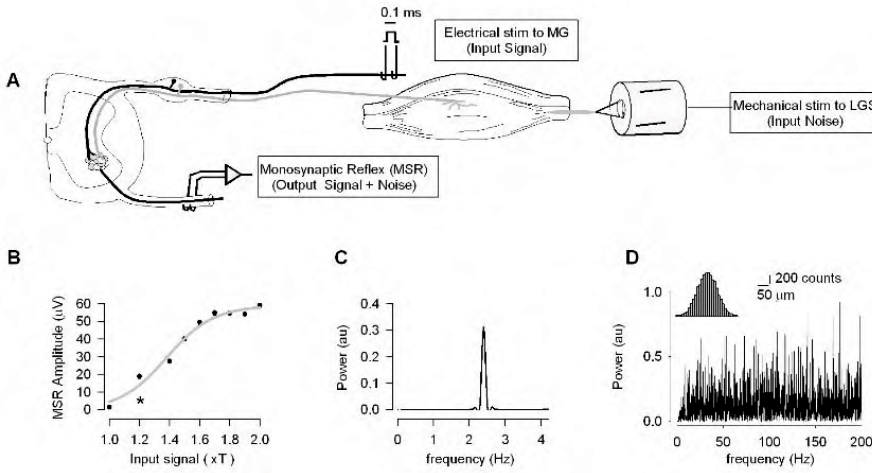 0.1 ms
Electrical stim to MG
(Input Signal)
A
Mechanical stim to LGS
(Input Noise)
Monosynaptic Reflex (MSR)
(Output Signal + Noise)
B
MSR Amplitude (μV)
60
50
40
30
20
10
0
*
1.0 1.2 1.4 1.6 1.8 2.0
Input signal ( xT )
C
Power (au)
0.4
0.3
0.2
0.1
0.0
0 1 2 3 4
frequency (Hz)
D
200 counts
50 μm
Power (au)
1.0
0.5
0.0
0 50 100 150 200
frequency (Hz)